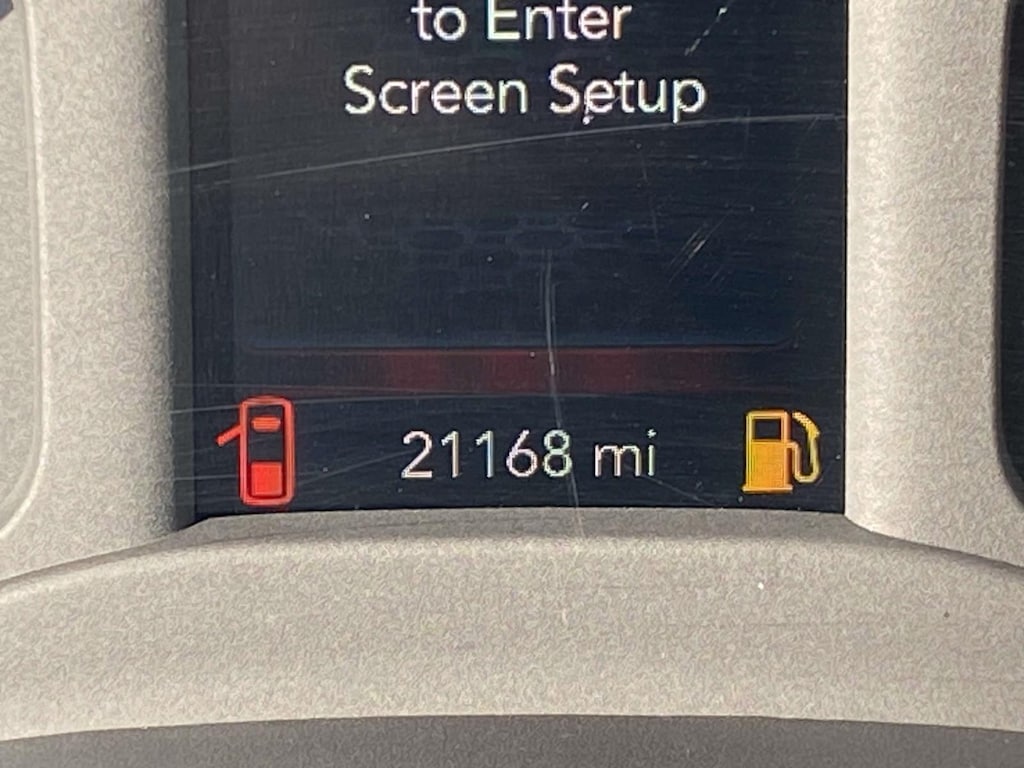 to Enter
Screen Setup
21168 mi